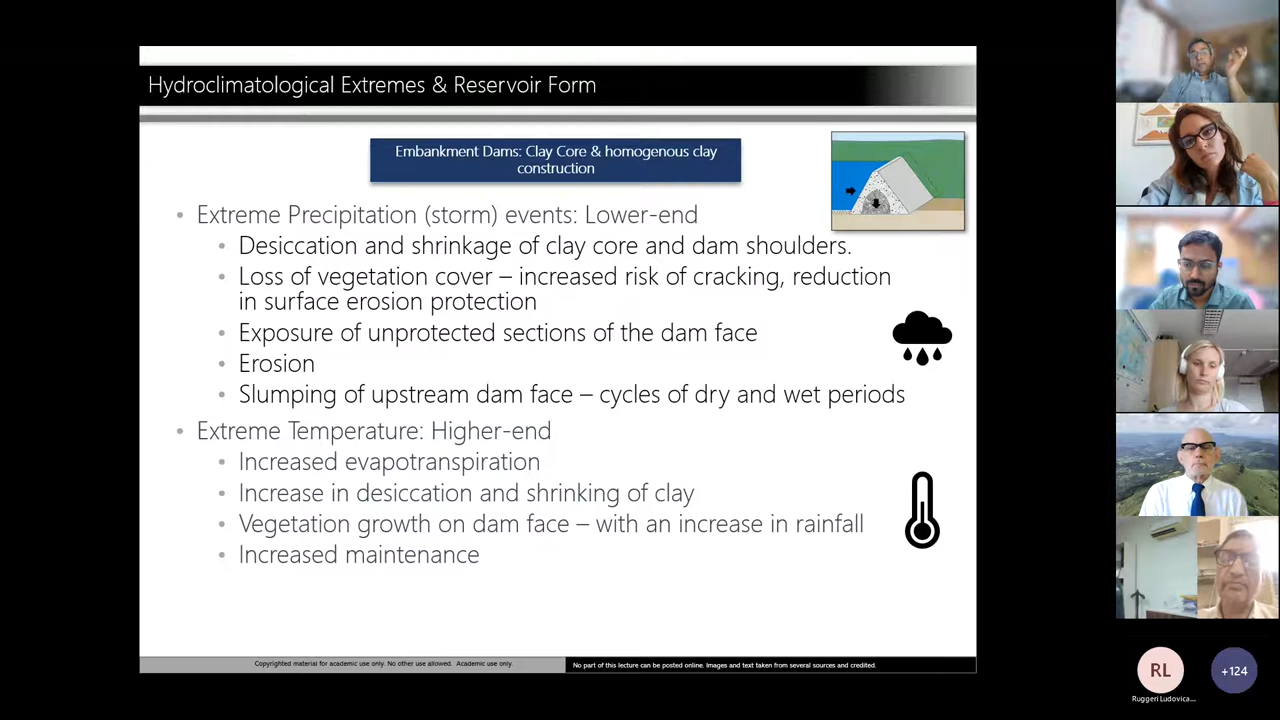 Hydroclimatological Extremes & Reservoir Form
Embankment Dams: Clay Core & homogenous clay
construction
• Extreme Precipitation (storm) events: Lower-end
• Desiccation and shrinkage of clay core and dam shoulders.
• Loss of vegetation cover – increased risk of cracking, reduction
in surface erosion protection
• Exposure of unprotected sections of the dam face
• Erosion
• Slumping of upstream dam face – cycles of dry and wet periods
• Extreme Temperature: Higher-end
• Increased evapotranspiration
• Increase in desiccation and shrinking of clay
• Vegetation growth on dam face – with an increase in rainfall
• Increased maintenance
Copyrighted material for academic use only. No other use allowed. Academic use only.
No part of this lecture can be posted online. Images and text taken from several sources and credited.
RL
+124
Ruggeri Ludovica...